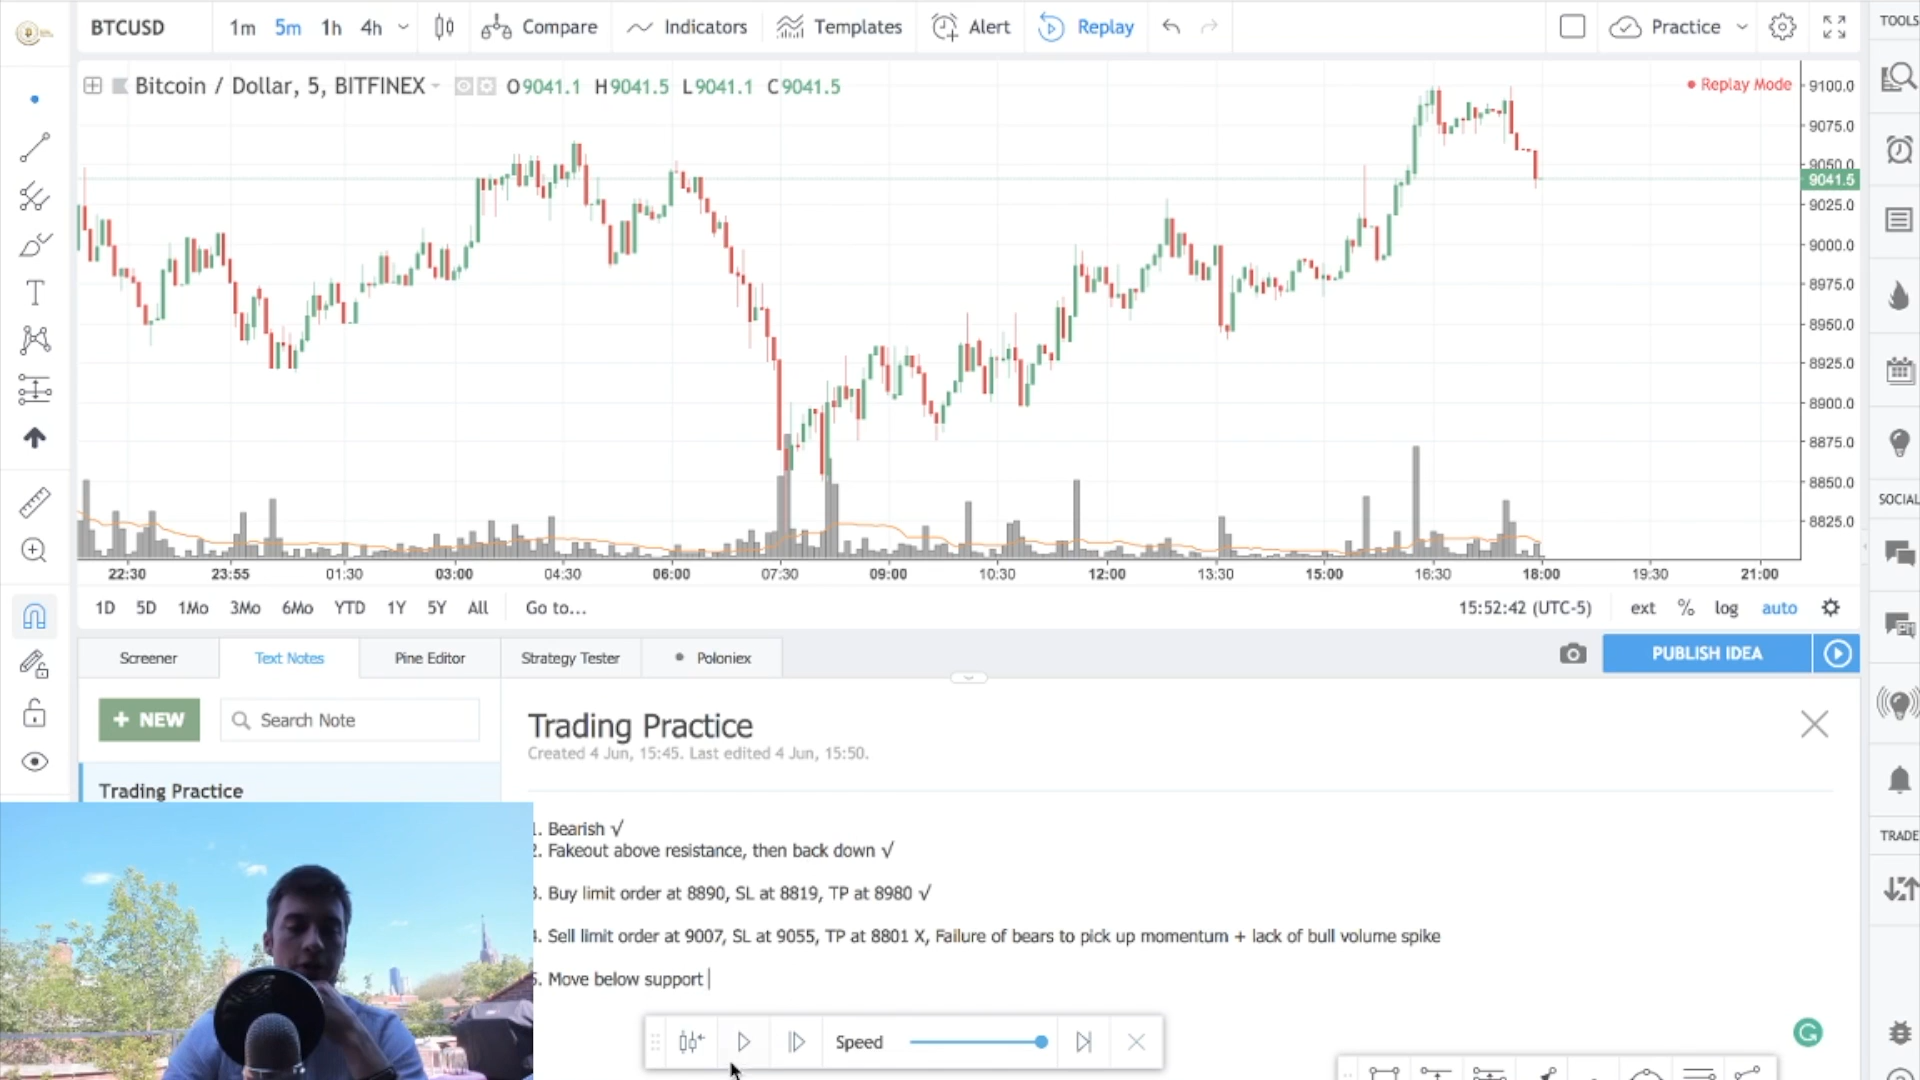 BTCUSD 1m 5m 1h 4h Compare Indicators Templates Alert Replay Practice TOOLS
Bitcoin / Dollar, 5, BITFINEX O9041.1 H9041.5 L9041.1 C9041.5
Replay Mode
9100.0
9075.0
9050.0
9041.5
9025.0
9000.0
8975.0
8950.0
8925.0
8900.0
8875.0
8850.0
8825.0
SOCIAL
22:30 23:55 01:30 03:00 04:30 06:00 07:30 09:00 10:30 12:00 13:30 15:00 16:30 18:00 19:30 21:00
1D 5D 1Mo 3Mo 6Mo YTD 1Y 5Y All Go to... 15:52:42 (UTC-5) ext % log auto
Screener Text Notes Pine Editor Strategy Tester Poloniex PUBLISH IDEA
+ NEW Search Note
Trading Practice
Created 4 Jun, 15:45. Last edited 4 Jun, 15:50.
Trading Practice
TRADE
1. Bearish √
2. Fakeout above resistance, then back down √
3. Buy limit order at 8890, SL at 8819, TP at 8980 √
4. Sell limit order at 9007, SL at 9055, TP at 8801 X, Failure of bears to pick up momentum + lack of bull volume spike
5. Move below support
Speed